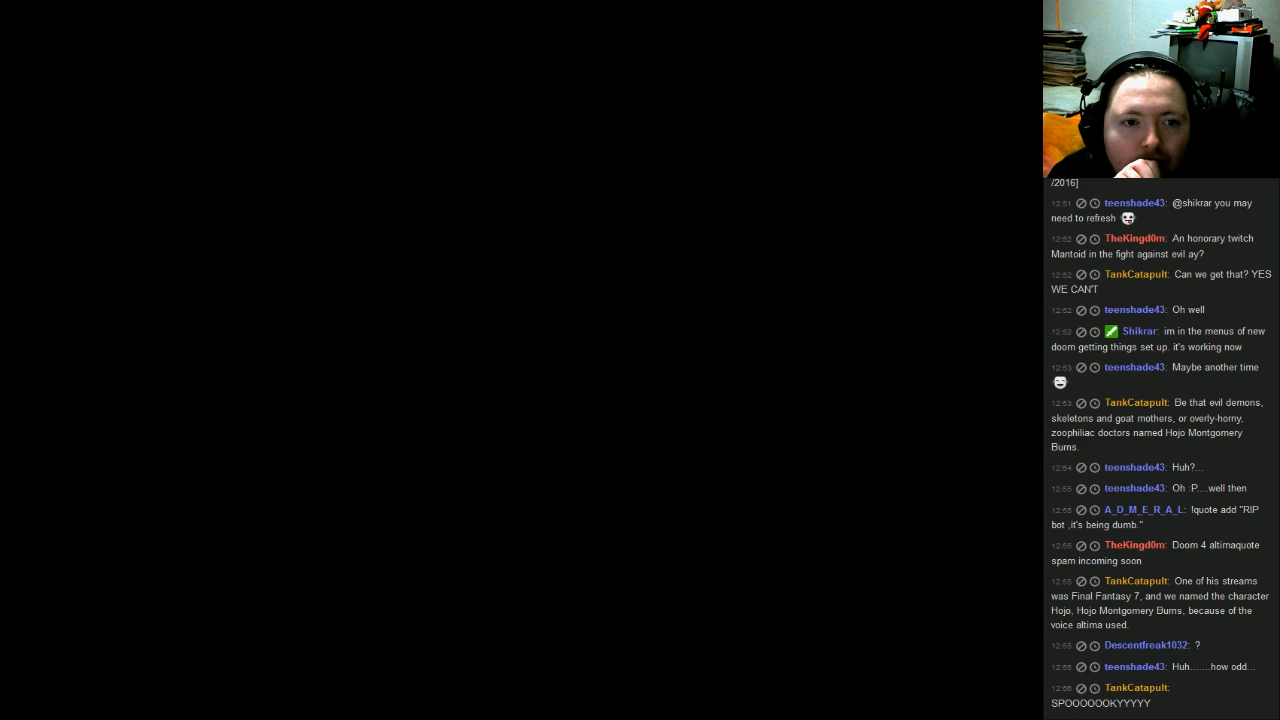 /2016]
12:51 teenshade43: @shikrar you may
need to refresh
12:52 TheKingd0m: An honorary twitch
Mantoid in the fight against evil ay?
12:52 TankCatapult: Can we get that? YES
WE CAN'T
12:52 teenshade43: Oh well
12:52 Shikrar: im in the menus of new
doom getting things set up. it's working now
12:53 teenshade43: Maybe another time
12:53 TankCatapult: Be that evil demons,
skeletons and goat mothers, or overly-horny,
zoophiliac doctors named Hojo Montgomery
Burns.
12:54 teenshade43: Huh?...
12:55 teenshade43: Oh :P....well then
12:55 A_D_M_E_R_A_L: !quote add "RIP
bot ,it's being dumb."
12:55 TheKingd0m: Doom 4 altimaquote
spam incoming soon
12:55 TankCatapult: One of his streams
was Final Fantasy 7, and we named the character
Hojo, Hojo Montgomery Burns, because of the
voice altima used.
12:55 Descentfreak1032: ?
12:55 teenshade43: Huh.......how odd...
12:56 TankCatapult:
SPOOOOOOKYYYYY